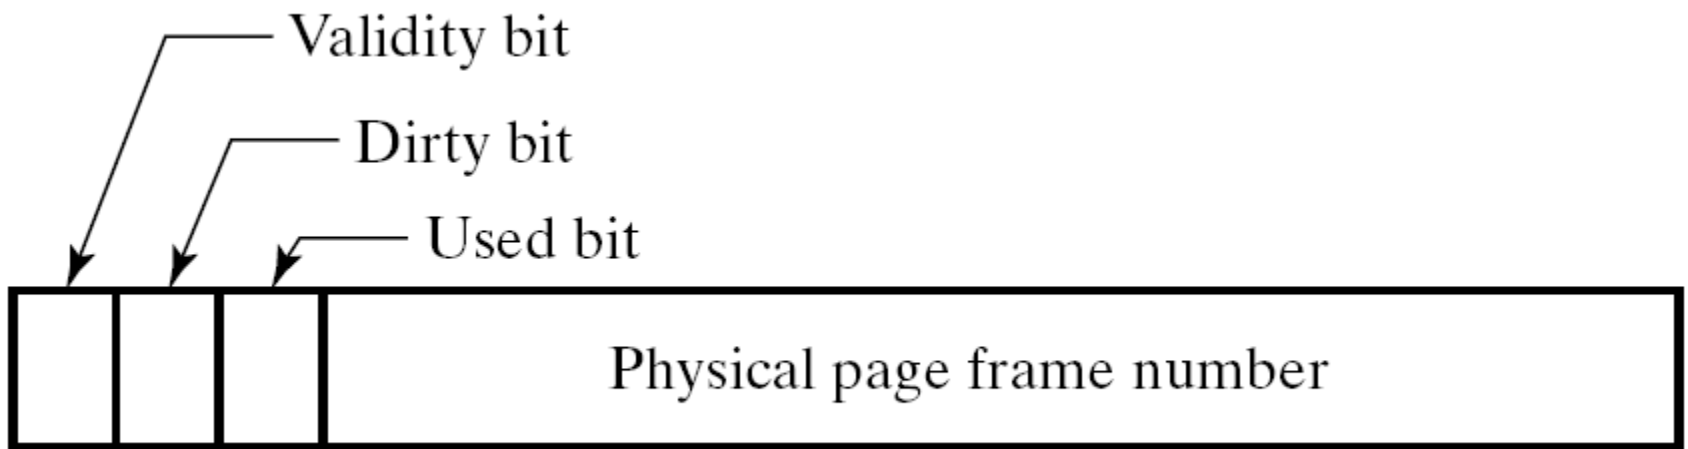 Validity bit
Dirty bit
Used bit
Physical page frame number